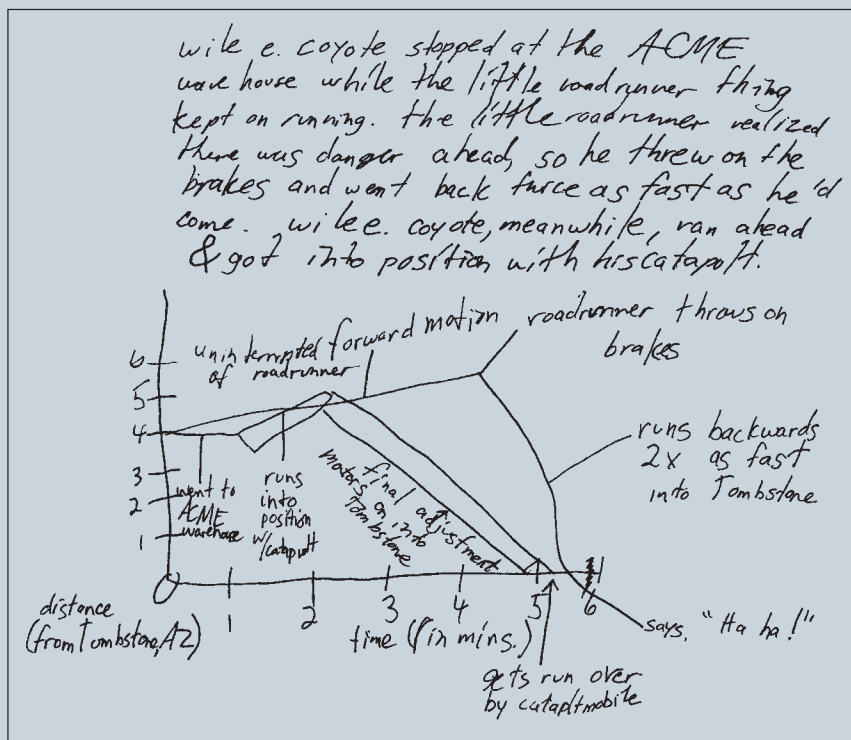 wile e. coyote stopped at the ACME
warehouse while the little roadrunner thing
kept on running. the little roadrunner realized
there was danger ahead, so he threw on the
brakes and went back twice as fast as he'd
come. wile e. coyote, meanwhile, ran ahead
& got into position with his catapolt.
roadrunner throws on
brakes
uninterrupted forward motion
of roadrunner
6
5
4
3
2
1
0
went to
ACME
warehouse
runs
into
position
w/catapult
final adjustment
motors on into
Tombstone
runs backwards
2x as fast
into Tombstone
1
2
3
4
5
6
distance
(from Tombstone, AZ)
time (in mins.)
says, "Ha ha!"
gets run over
by catapltmobile